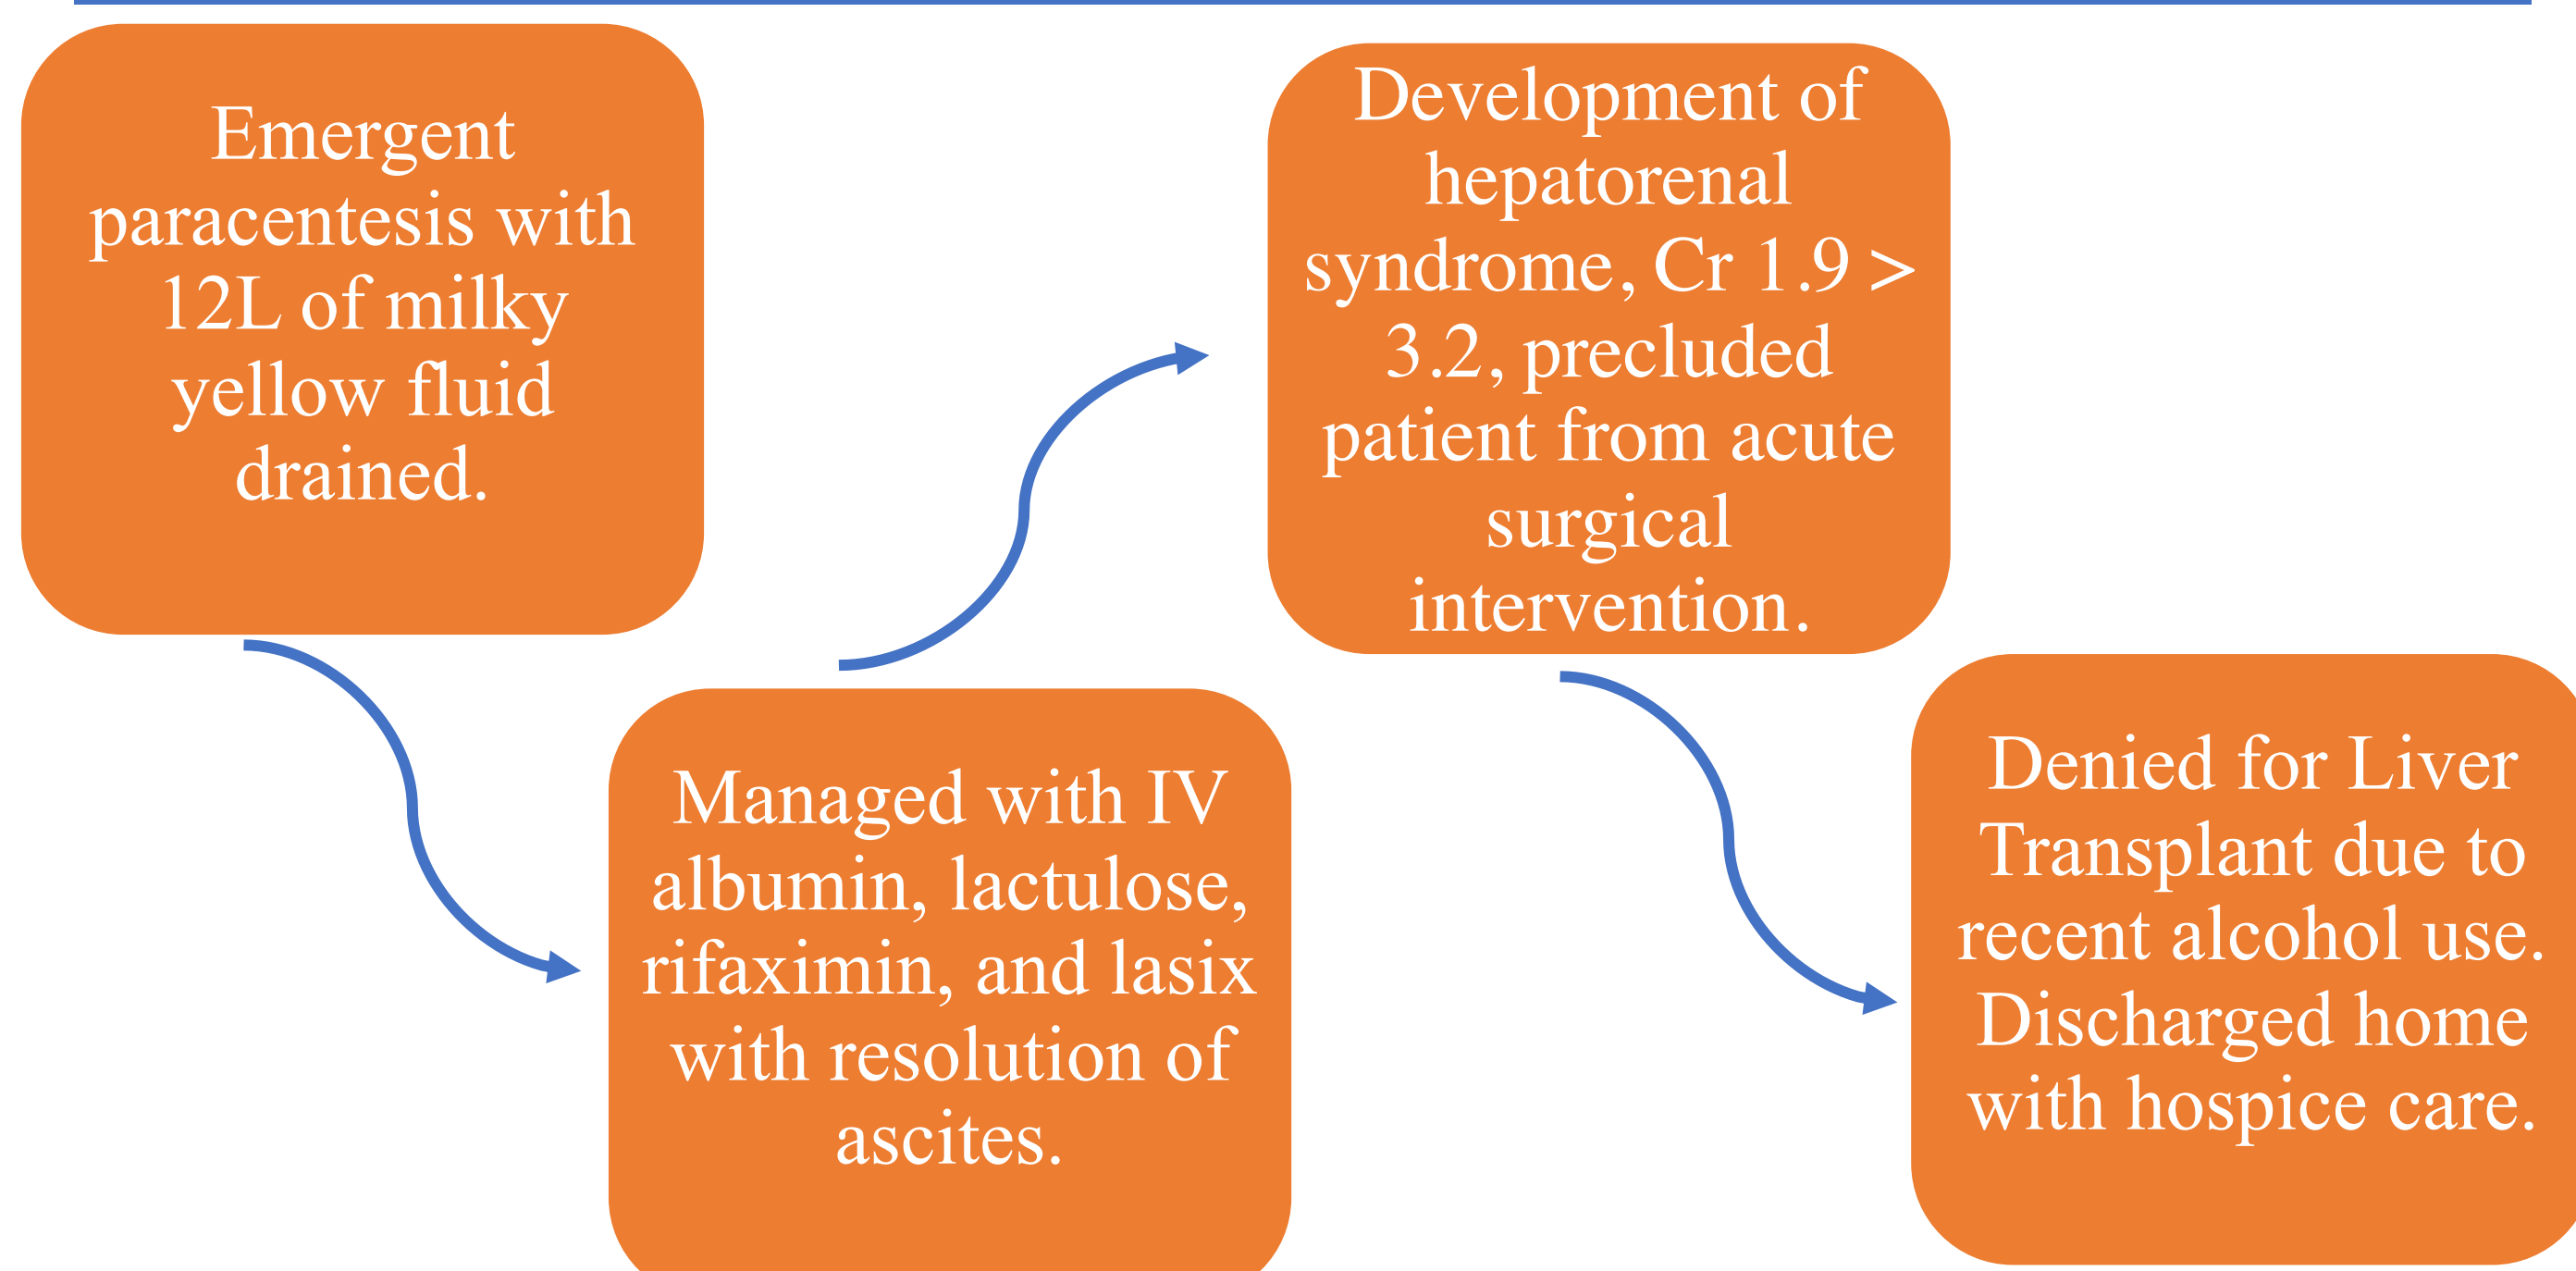 Emergent
paracentesis with
12L of milky
yellow fluid
drained.
Managed with IV
albumin, lactulose,
rifaximin, and lasix
with resolution of
ascites.
Development of
hepatorenal
syndrome, Cr 1.9 >
3.2, precluded
patient from acute
surgical
intervention.
Denied for Liver
Transplant due to
recent alcohol use.
Discharged home
with hospice care.